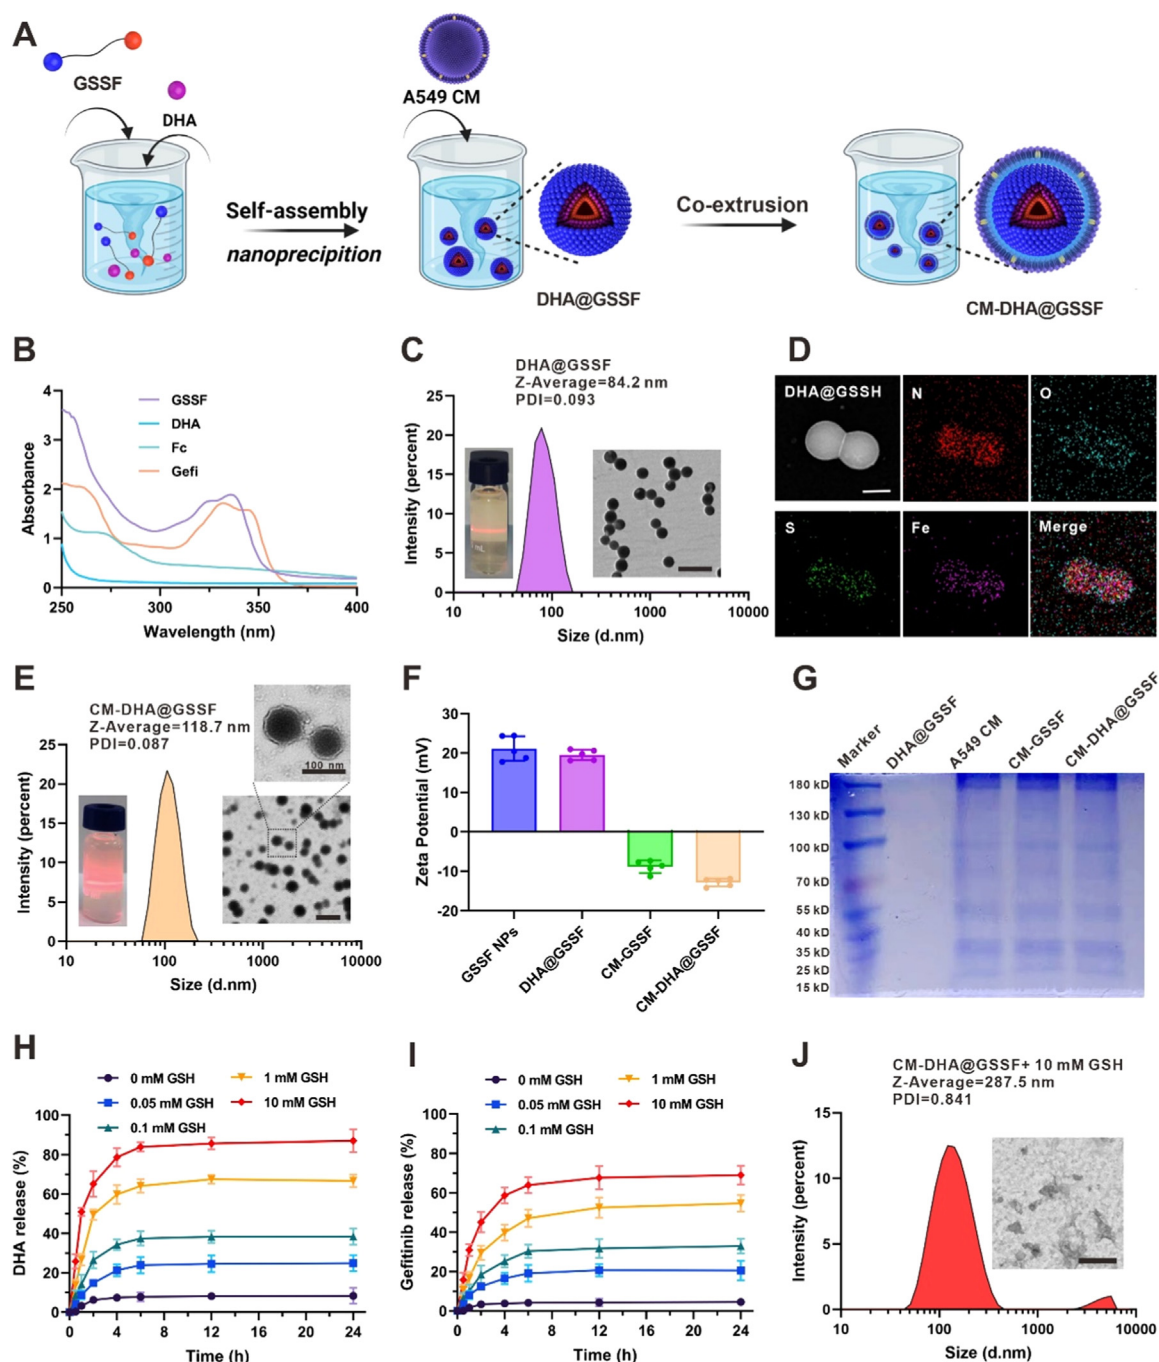 A
GSSF
DHA
A549 CM
Self-assembly
nanoprecipition
Co-extrusion
DHA@GSSF
CM-DHA@GSSF
B
Absorbance
4
3
2
1
0
GSSF
DHA
Fc
Gefi
250
300
350
400
Wavelength (nm)
C
DHA@GSSF
Z-Average=84.2 nm
PDI=0.093
Intensity (percent)
25
20
15
10
5
0
10
100
1000
10000
Size (d.nm)
D
DHA@GSSH
N
O
S
Fe
Merge
E
CM-DHA@GSSF
Z-Average=118.7 nm
PDI=0.087
100 nm
Intensity (percent)
25
20
15
10
5
0
10
100
1000
10000
Size (d.nm)
F
Zeta Potential (mV)
30
20
10
0
-10
-20
GSSF NPs
DHA@GSSF
CM-GSSF
CM-DHA@GSSF
G
Marker
DHA@GSSF
A549 CM
CM-GSSF
CM-DHA@GSSF
180 kD
130 kD
100 kD
70 kD
55 kD
40 kD
35 kD
25 kD
15 kD
H
0 mM GSH
1 mM GSH
0.05 mM GSH
10 mM GSH
0.1 mM GSH
DHA release (%)
100
80
60
40
20
0
0
4
8
12
16
20
24
Time (h)
I
0 mM GSH
1 mM GSH
0.05 mM GSH
10 mM GSH
0.1 mM GSH
Gefitinib release (%)
100
80
60
40
20
0
0
4
8
12
16
20
24
Time (h)
J
CM-DHA@GSSF+ 10 mM GSH
Z-Average=287.5 nm
PDI=0.841
Intensity (percent)
15
10
5
0
10
100
1000
10000
Size (d.nm)